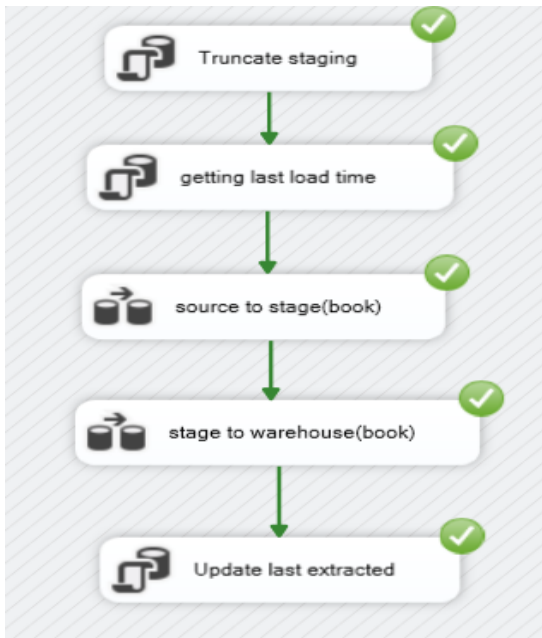 Truncate staging
getting last load time
source to stage(book)
stage to warehouse(book)
Update last extracted